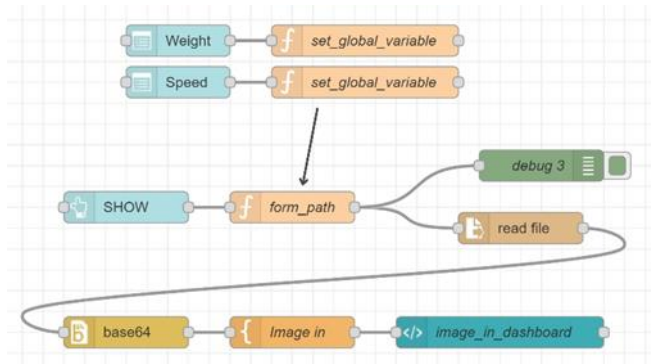 Weight set_global_variable
Speed set_global_variable
debug 3
SHOW form_path
read file
base64 Image in image_in_dashboard